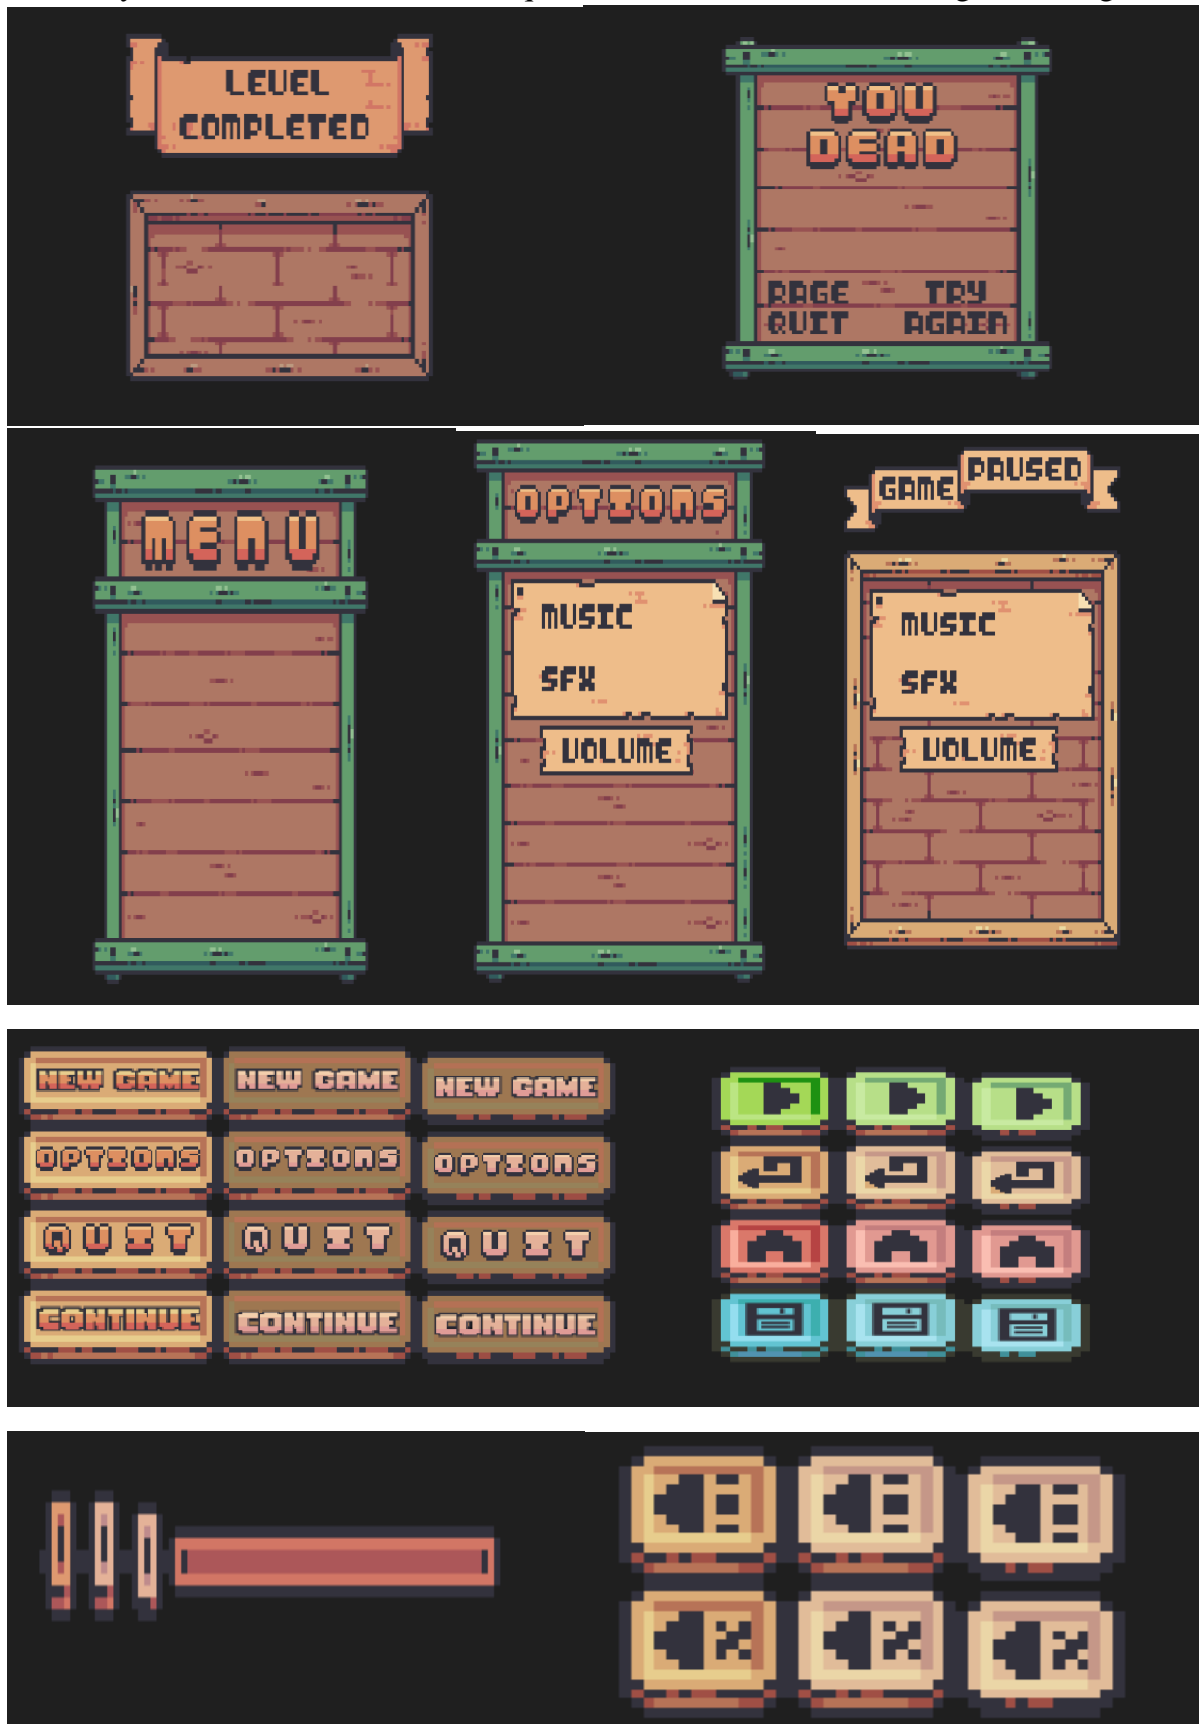 LEVEL
COMPLETED
YOU
DEAD
RAGE TRY
QUIT AGAIN
MENU
OPTIONS
MUSIC
SFX
VOLUME
GAME PAUSED
MUSIC
SFX
VOLUME
NEW GAME NEW GAME NEW GAME
OPTIONS OPTIONS OPTIONS
QUIT QUIT QUIT
CONTINUE CONTINUE CONTINUE